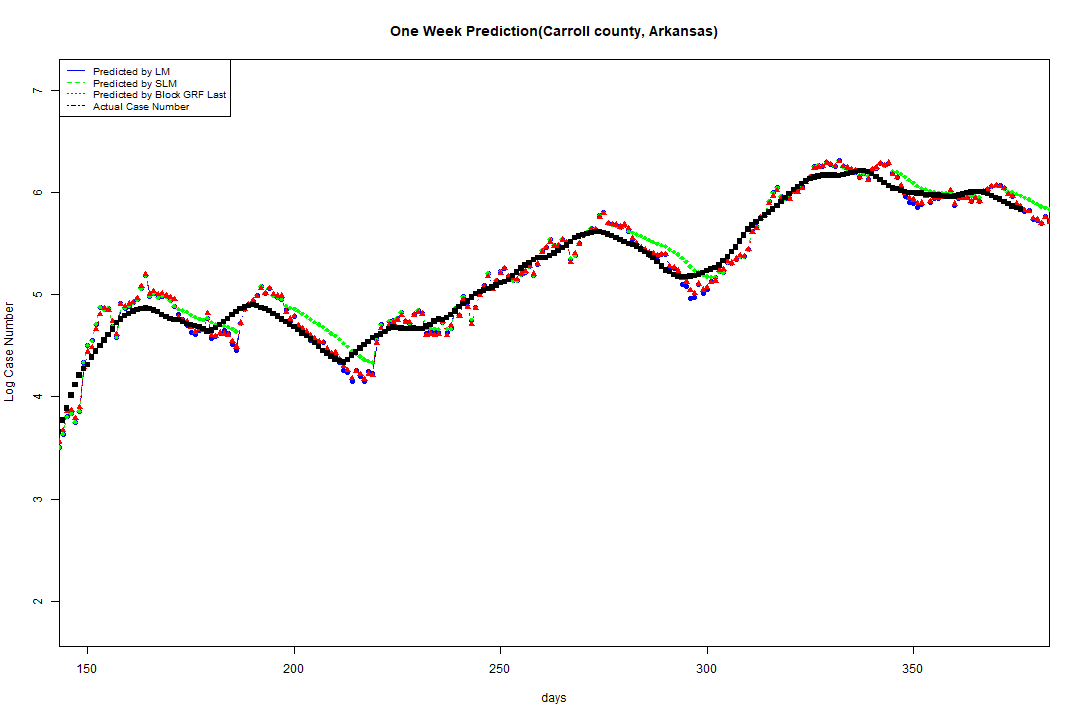 One Week Prediction(Carroll county, Arkansas)
Predicted by LM
Predicted by SLM
Predicted by Block GRF Last
Actual Case Number
Log Case Number
7
6
5
4
3
2
150 200 250 300 350
days